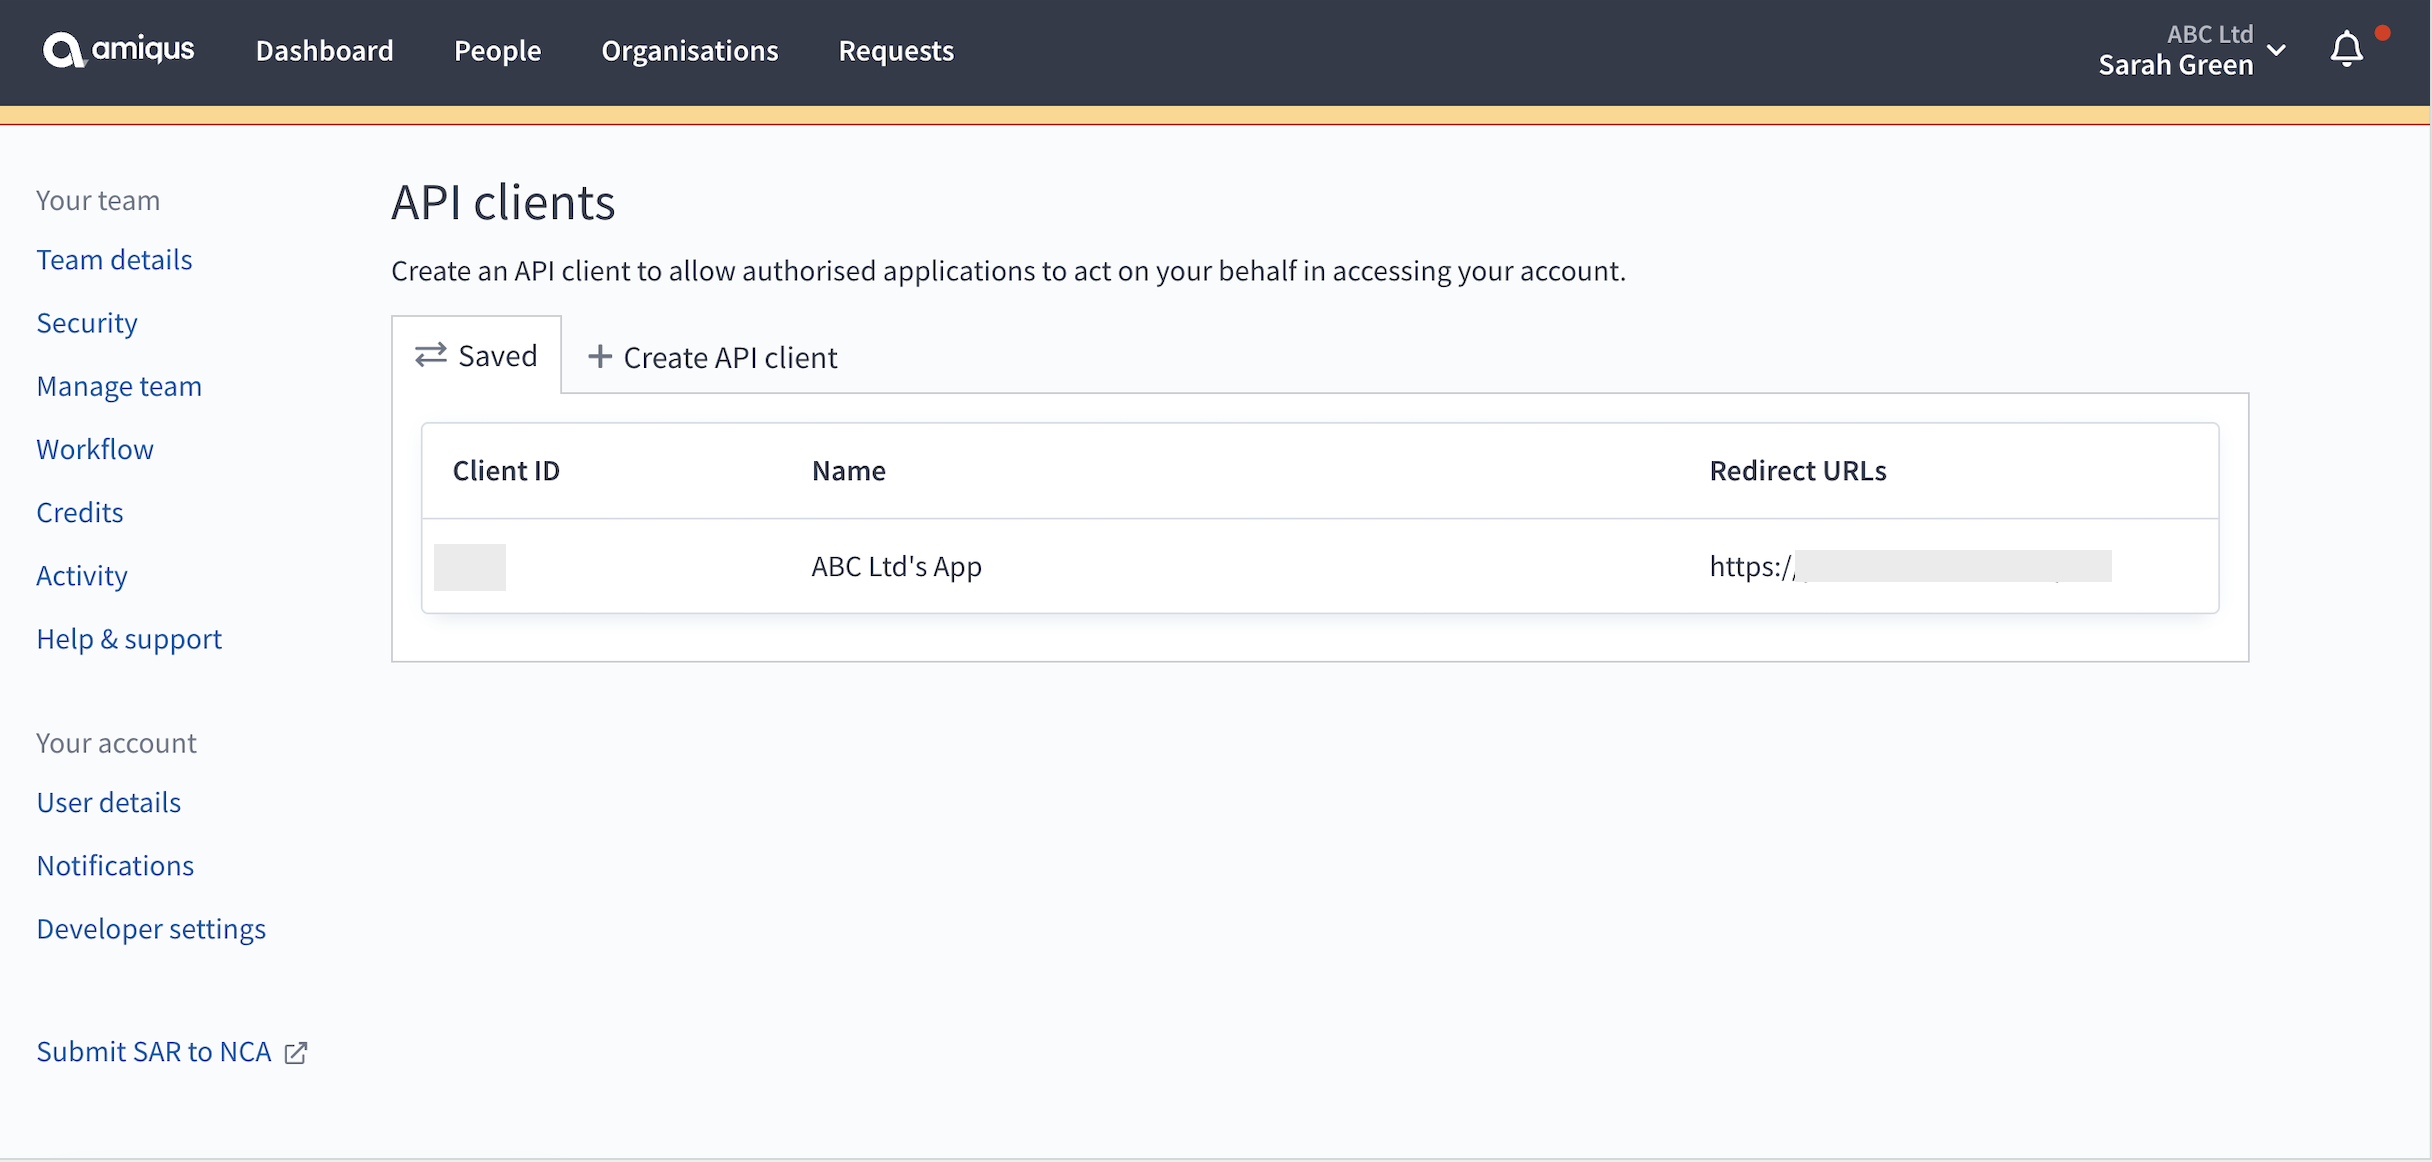 amiqus Dashboard People Organisations Requests
ABC Ltd
Sarah Green
Your team
Team details
Security
Manage team
Workflow
Credits
Activity
Help & support
Your account
User details
Notifications
Developer settings
Submit SAR to NCA
API clients
Create an API client to allow authorised applications to act on your behalf in accessing your account.
Saved Create API client
Client ID Name Redirect URLs
ABC Ltd's App https://